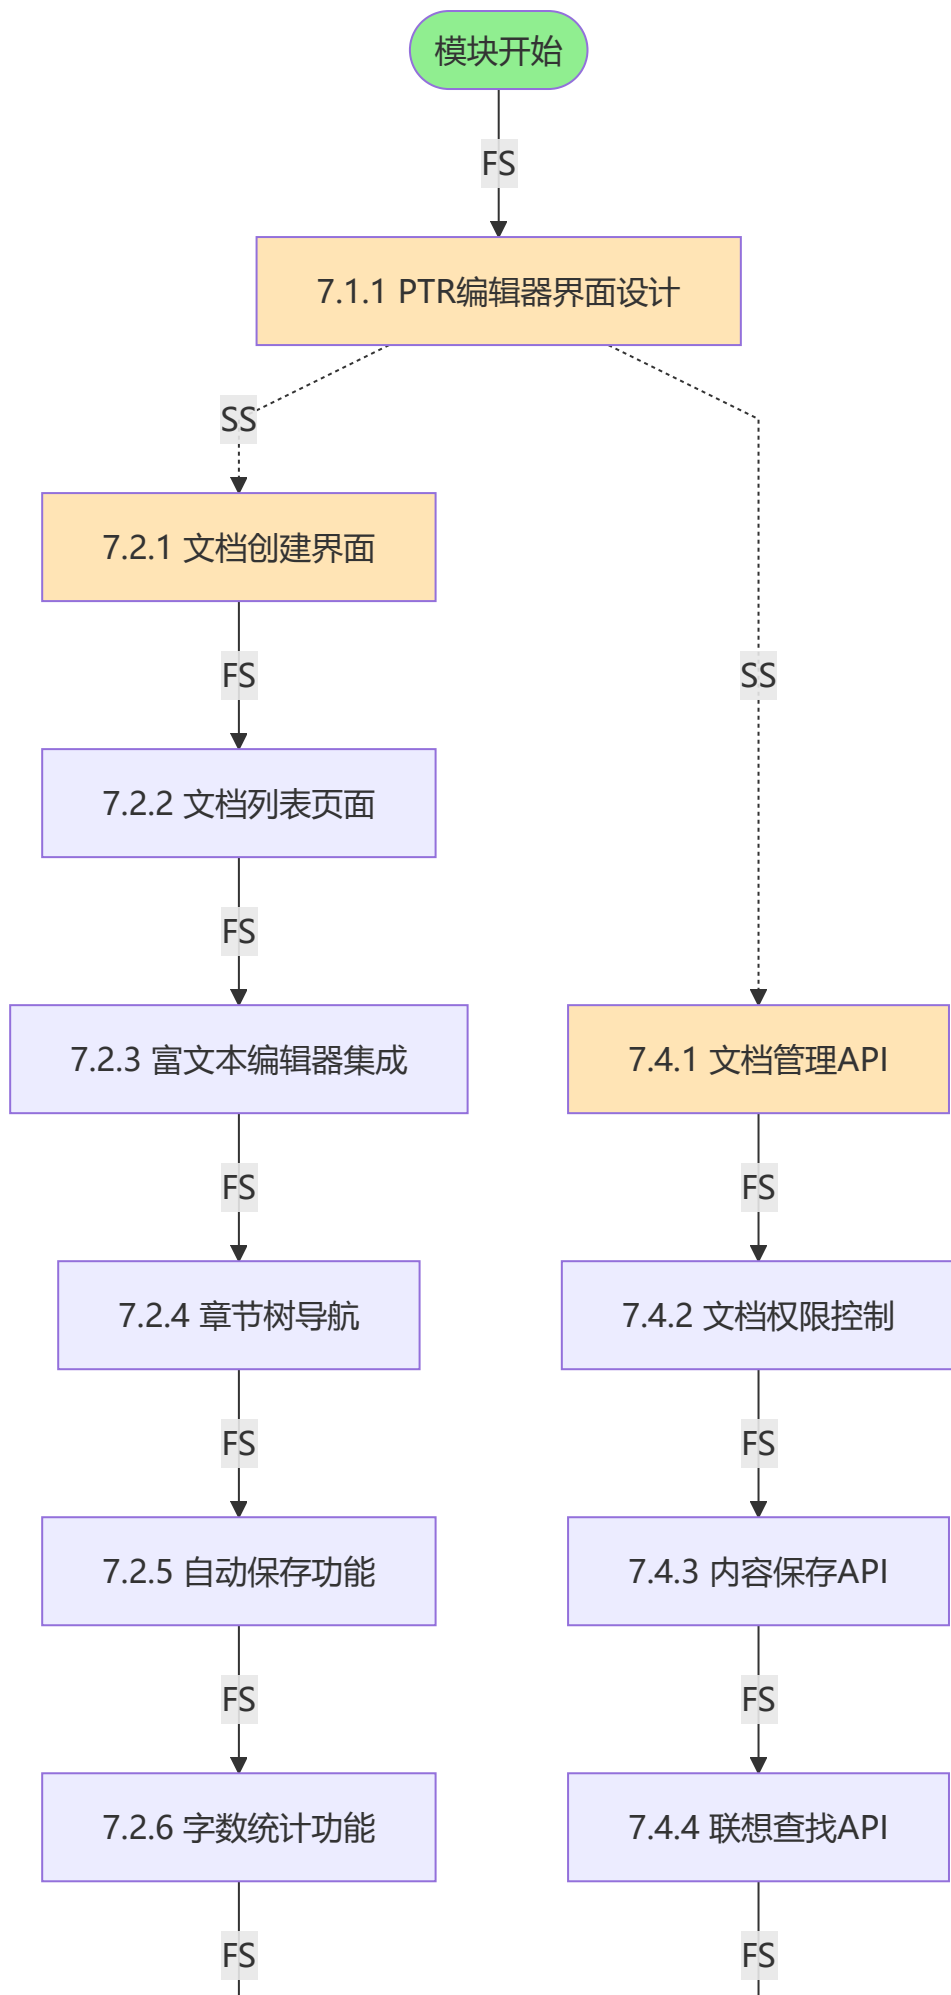 模块开始
FS
7.1.1 PTR编辑器界面设计
SS
7.2.1 文档创建界面
FS
SS
7.2.2 文档列表页面
FS
7.2.3 富文本编辑器集成
7.4.1 文档管理API
FS
FS
7.2.4 章节树导航
7.4.2 文档权限控制
FS
FS
7.2.5 自动保存功能
7.4.3 内容保存API
FS
FS
7.2.6 字数统计功能
7.4.4 联想查找API
FS
FS